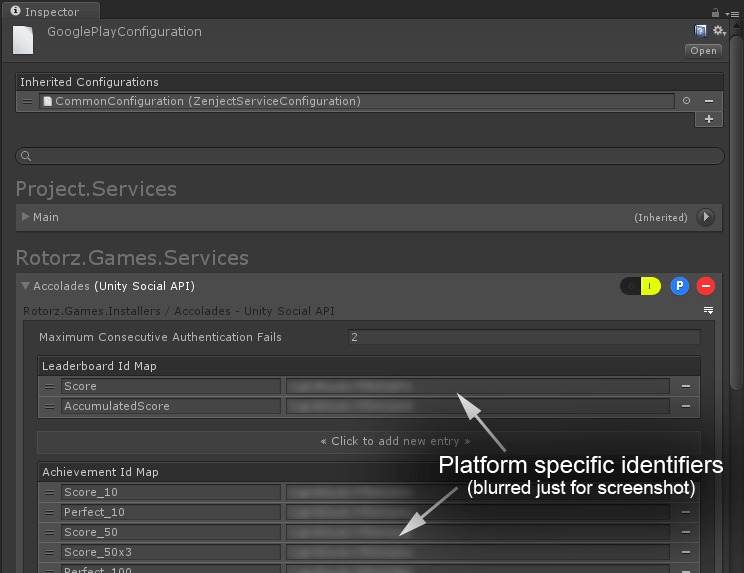 Inspector
GooglePlayConfiguration
Open
Inherited Configurations
CommonConfiguration (ZenjectServiceConfiguration)
Project.Services
Main (Inherited)
Rotorz.Games.Services
Accolades (Unity Social API) P
Rotorz.Games.Installers / Accolades - Unity Social API
Maximum Consecutive Authentication Fails 2
Leaderboard Id Map
Score
AccumulatedScore
« Click to add new entry »
Platform specific identifiers
(blurred just for screenshot)
Achievement Id Map
Score_10
Perfect_10
Score_50
Score_50x3
Perfect_100